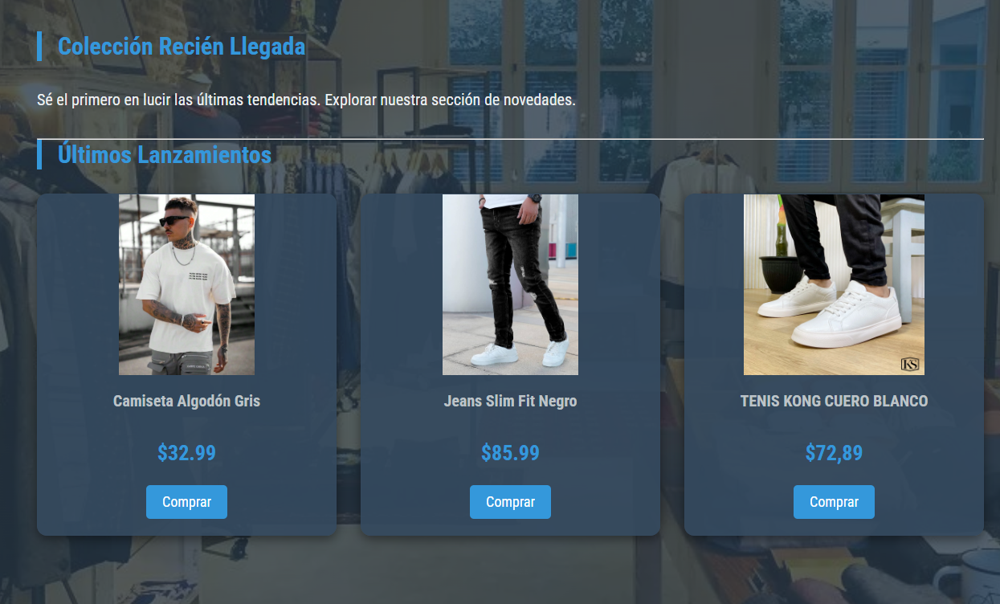 Colección Recién Llegada
Sé el primero en lucir las últimas tendencias. Explorar nuestra sección de novedades.
Últimos Lanzamientos
KS
Camiseta Algodón Gris
Jeans Slim Fit Negro
TENIS KONG CUERO BLANCO
$32.99
$85.99
$72,89
Comprar
Comprar
Comprar